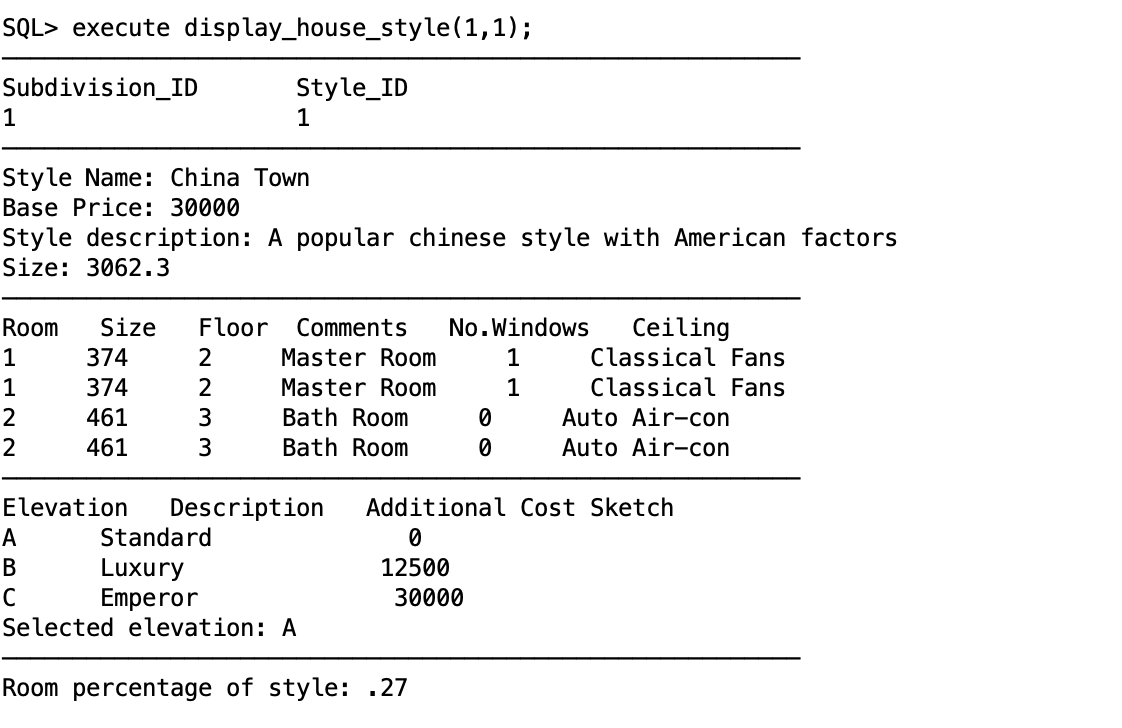 SQL> execute display_house_style(1,1);
Subdivision_ID       Style_ID
1                    1
Style Name: China Town
Base Price: 30000
Style description: A popular chinese style with American factors
Size: 3062.3
Room   Size   Floor  Comments   No.Windows   Ceiling
1     374     2     Master Room     1     Classical Fans
1     374     2     Master Room     1     Classical Fans
2     461     3     Bath Room     0     Auto Air-con
2     461     3     Bath Room     0     Auto Air-con
Elevation   Description   Additional Cost Sketch
A      Standard              0
B      Luxury              12500
C      Emperor              30000
Selected elevation: A
Room percentage of style: .27